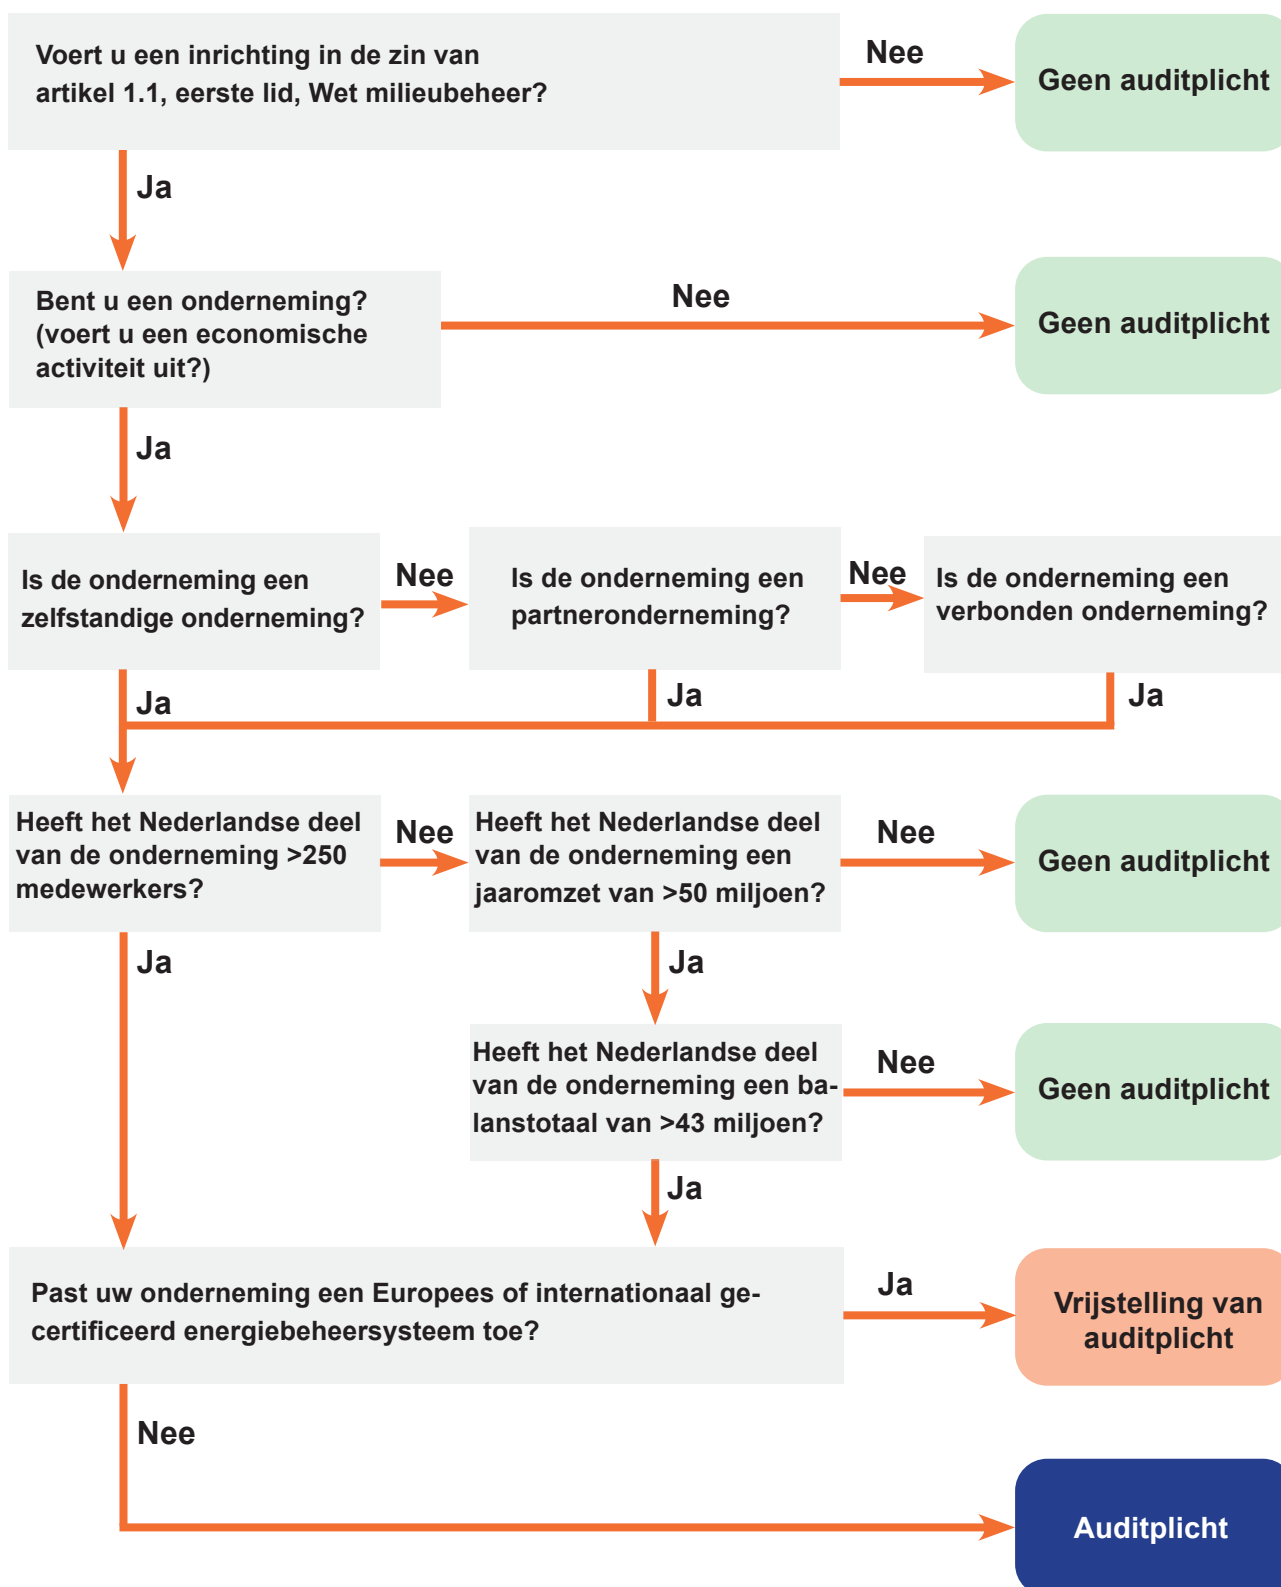 Voert u een inrichting in de zin van
artikel 1.1, eerste lid, Wet milieubeheer?
Nee
Geen auditplicht
Ja
Bent u een onderneming?
(voert u een economische
activiteit uit?)
Nee
Geen auditplicht
Ja
Is de onderneming een
zelfstandige onderneming?
Nee
Is de onderneming een
partneronderneming?
Nee
Is de onderneming een
verbonden onderneming?
Ja
Ja
Ja
Heeft het Nederlandse deel
van de onderneming >250
medewerkers?
Nee
Heeft het Nederlandse deel
van de onderneming een
jaaromzet van >50 miljoen?
Nee
Geen auditplicht
Ja
Ja
Heeft het Nederlandse deel
van de onderneming een ba-
lanstotaal van >43 miljoen?
Nee
Geen auditplicht
Ja
Past uw onderneming een Europees of internationaal ge-
certificeerd energiebeheersysteem toe?
Ja
Vrijstelling van
auditplicht
Nee
Auditplicht